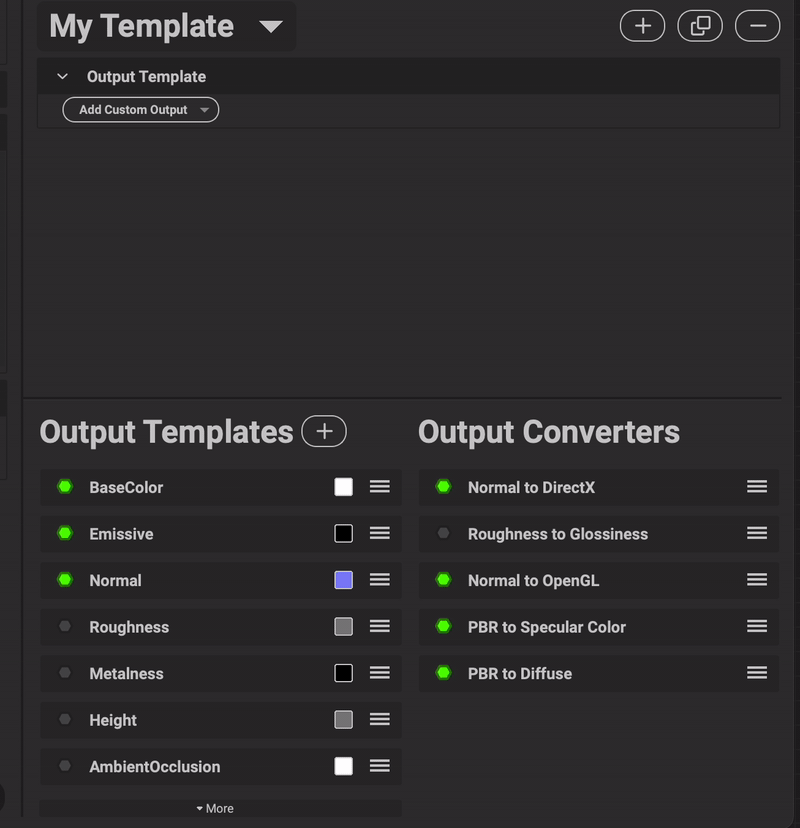 My Template
Output Template
Add Custom Output
Output Templates
BaseColor
Emissive
Normal
Roughness
Metalness
Height
AmbientOcclusion
More
Output Converters
Normal to DirectX
Roughness to Glossiness
Normal to OpenGL
PBR to Specular Color
PBR to Diffuse